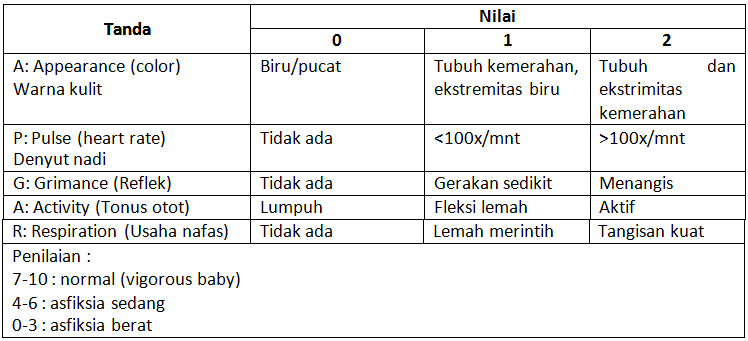 Tanda Nilai
0 1 2
A: Appearance (color) Biru/pucat Tubuh kemerahan, Tubuh dan
Warna kulit ekstremitas biru ekstrimitas
kemerahan
P: Pulse (heart rate) Tidak ada <100x/mnt >100x/mnt
Denyut nadi
G: Grimance (Reflek) Tidak ada Gerakan sedikit Menangis
A: Activity (Tonus otot) Lumpuh Fleksi lemah Aktif
R: Respiration (Usaha nafas) Tidak ada Lemah merintih Tangisan kuat
Penilaian :
7-10 : normal (vigorous baby)
4-6 : asfiksia sedang
0-3 : asfiksia berat